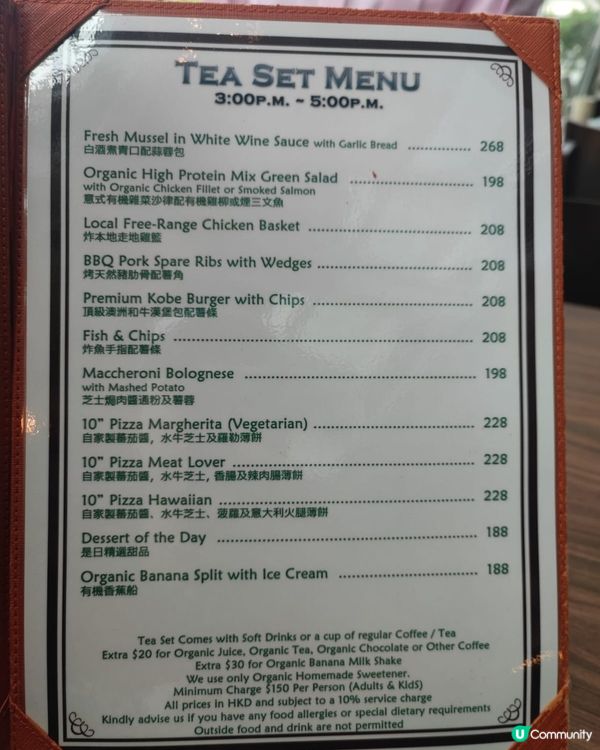 TEA SET MENU
3:00P.M. ~ 5:00P.M.
Fresh Mussel in White Wine Sauce with Garlic Bread 268
白酒煮青口配蒜蓉包
Organic High Protein Mix Green Salad 198
with Organic Chicken Fillet or Smoked Salmon
意式有機雜菜沙律配有機雞柳或煙三文魚
Local Free-Range Chicken Basket 208
炸本地走地雞籃
BBQ Pork Spare Ribs with Wedges 208
烤天然豬肋骨配薯角
Premium Kobe Burger with Chips 208
頂級澳洲和牛漢堡包配薯條
Fish & Chips 208
炸魚手指配薯條
Maccheroni Bolognese 198
with Mashed Potato
芝士焗肉醬通粉及薯蓉
10” Pizza Margherita (Vegetarian) 228
自家製蕃茄醬，水牛芝士及羅勒薄餅
10” Pizza Meat Lover 228
自家製蕃茄醬，水牛芝士，香腸及辣肉腸薄餅
10” Pizza Hawaiian 228
自家製蕃茄醬、水牛芝士、菠蘿及意大利火腿薄餅
Dessert of the Day 188
是日精選甜品
Organic Banana Split with Ice Cream 188
有機香蕉船
Tea Set Comes with Soft Drinks or a cup of regular Coffee / Tea
Extra $20 for Organic Juice, Organic Tea, Organic Chocolate or Other Coffee
Extra $30 for Organic Banana Milk Shake
We use only Organic Homemade Sweetener.
Minimum Charge $150 Per Person (Adults & KidS)
All prices in HKD and subject to a 10% service charge
Kindly advise us if you have any food allergies or special dietary requirements
Outside food and drink are not permitted
U Community